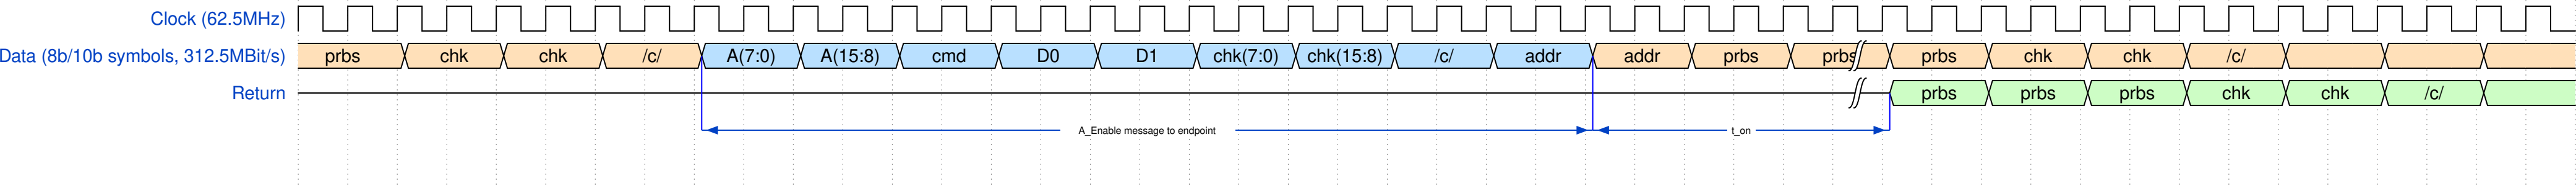 Clock (62.5MHz)
Data (8b/10b symbols, 312.5MBit/s) prbs chk chk /c/ A(7:0) A(15:8) cmd D0 D1 chk(7:0) chk(15:8) /c/ addr addr prbs prbs prbs chk chk /c/
Return prbs prbs prbs chk chk /c/
A_Enable message to endpoint t_on